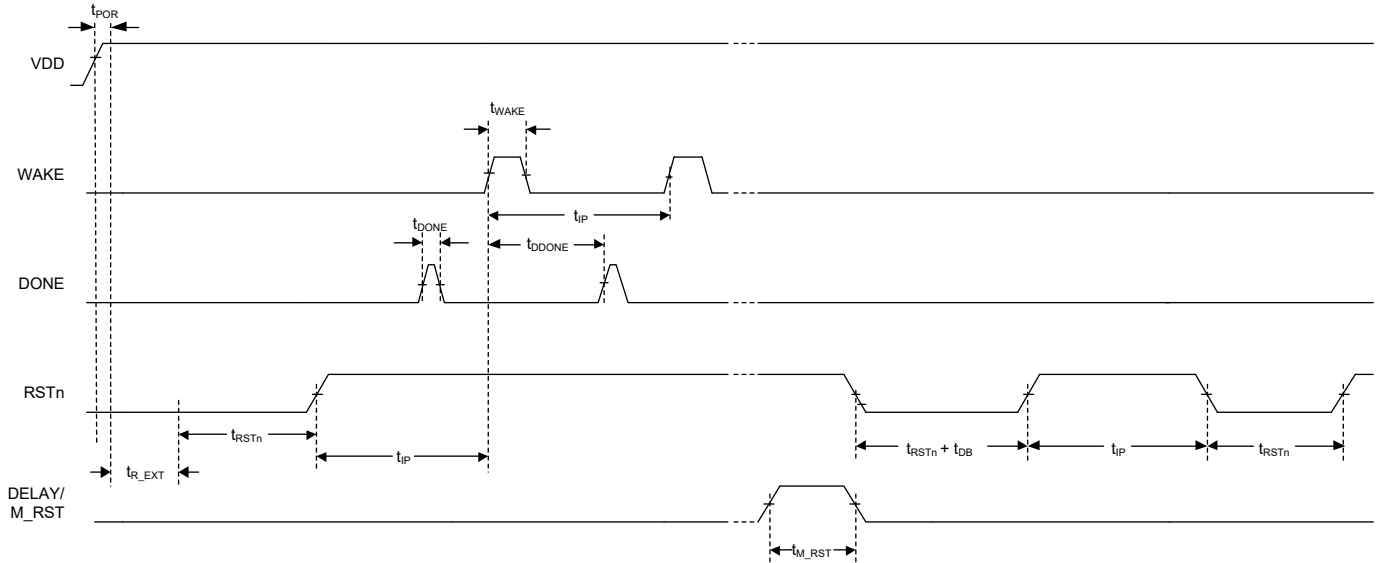 tPOR
VDD
tWAKE
WAKE
tIP
tDONE
tDDONE
DONE
RSTn
tRSTn
tRSTn + tDB
tIP
tRSTn
tIP
tR_EXT
DELAY/
M_RST
tM_RST